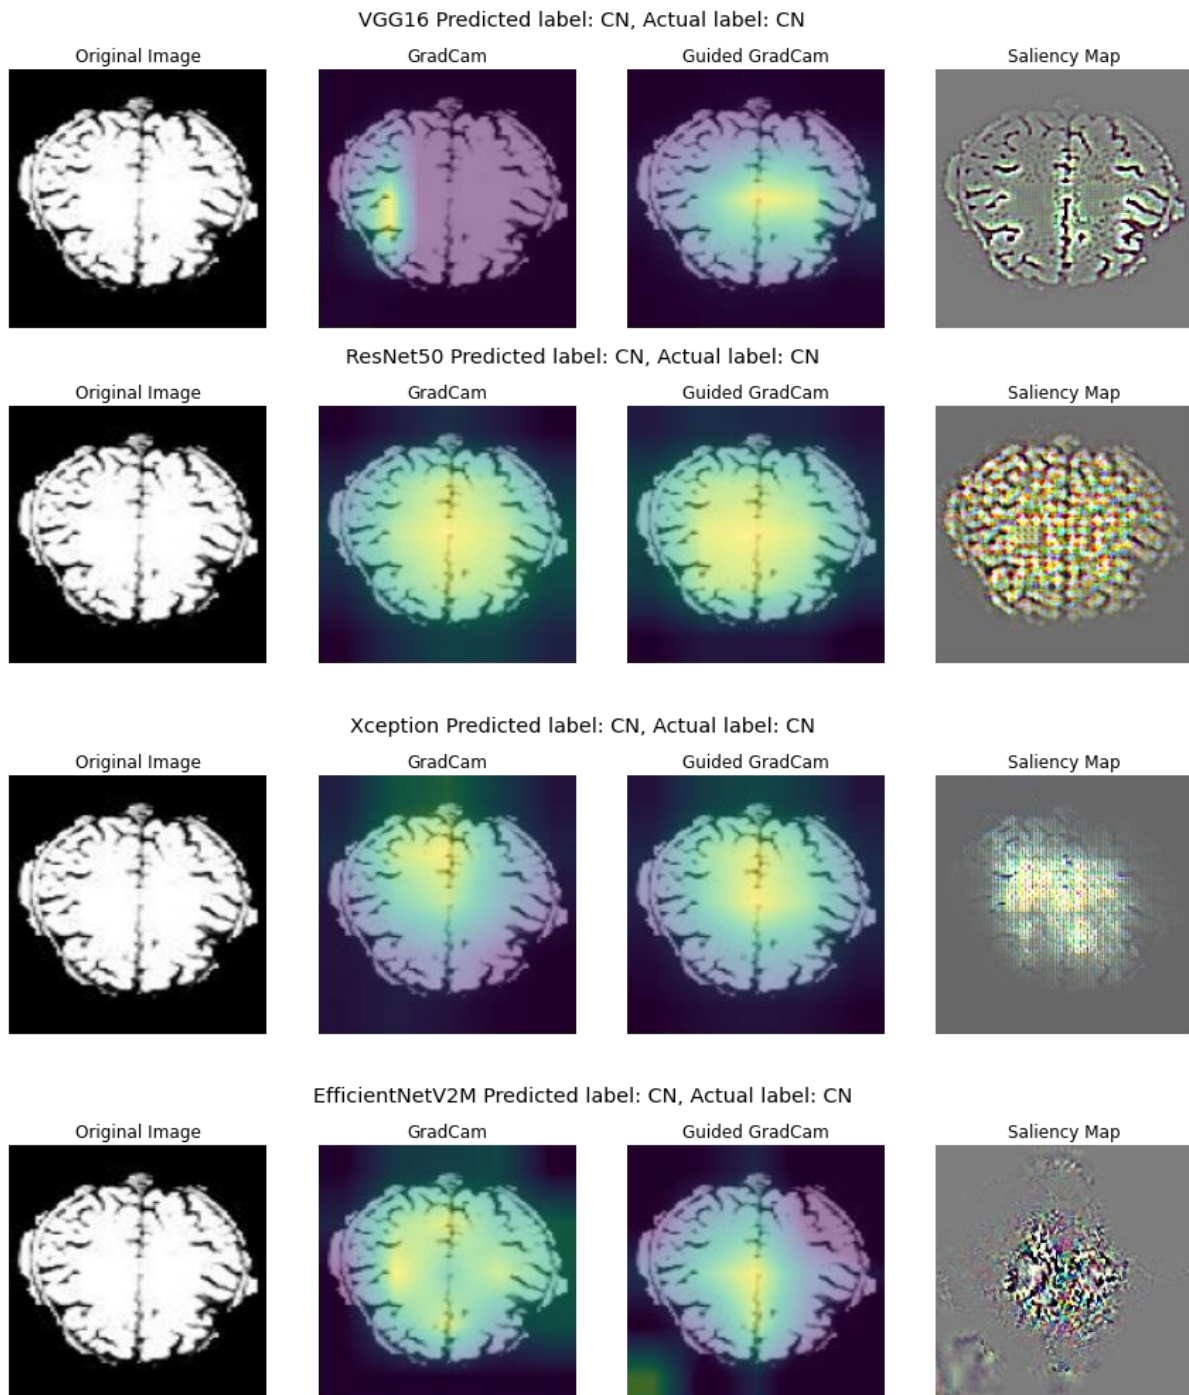 VGG16 Predicted label: CN, Actual label: CN
Original Image GradCam Guided GradCam Saliency Map
ResNet50 Predicted label: CN, Actual label: CN
Original Image GradCam Guided GradCam Saliency Map
Xception Predicted label: CN, Actual label: CN
Original Image GradCam Guided GradCam Saliency Map
EfficientNetV2M Predicted label: CN, Actual label: CN
Original Image GradCam Guided GradCam Saliency Map